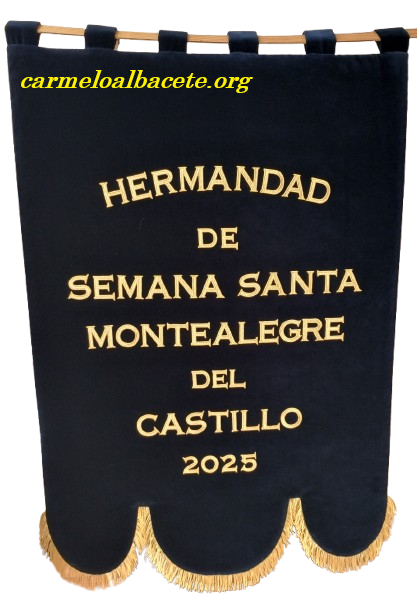 carmeloalbacete.org
HERMANDAD
DE
SEMANA SANTA
MONTEALEGRE
DEL
CASTILLO
2025